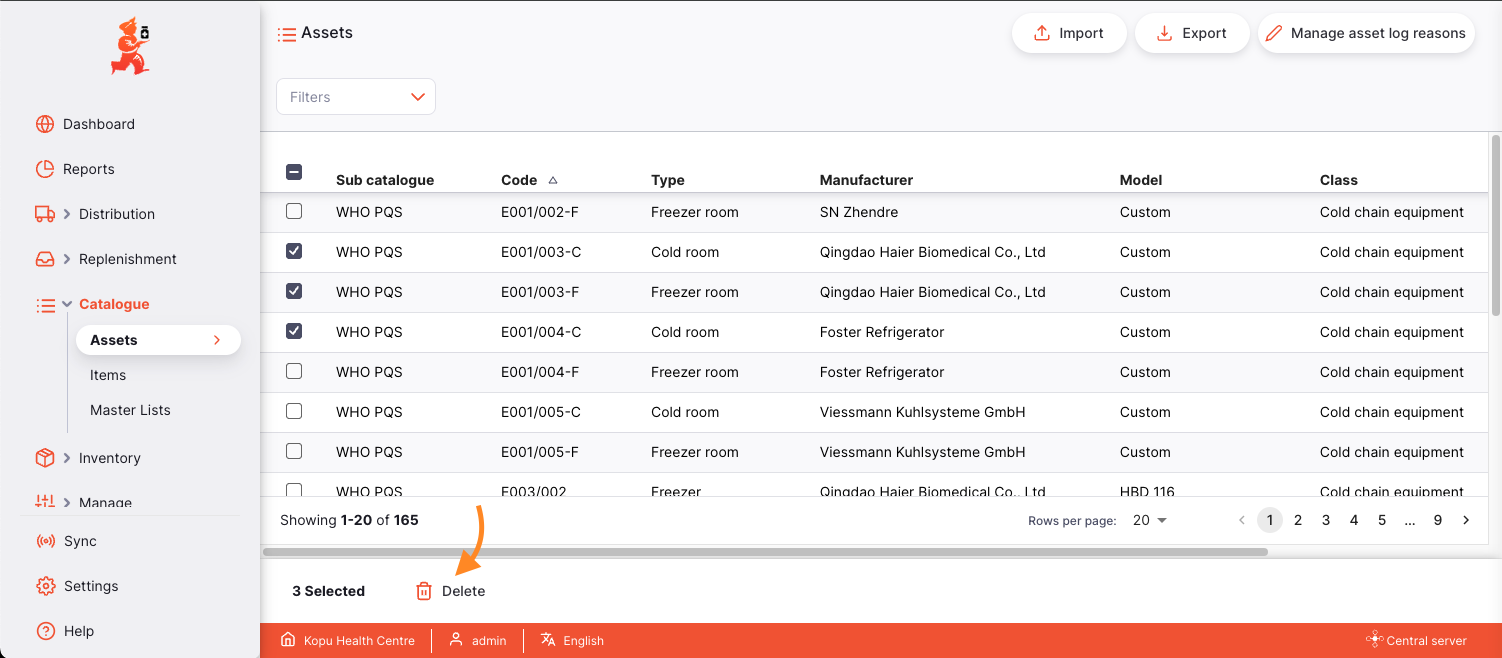 Assets
Import
Export
Manage asset log reasons
Filters
Dashboard
Reports
Distribution
Replenishment
Catalogue
Assets
Items
Master Lists
Inventory
Manage
Sync
Settings
Help
Sub catalogue Code Type Manufacturer Model Class
WHO PQS E001/002-F Freezer room SN Zhendre Custom Cold chain equipment
WHO PQS E001/003-C Cold room Qingdao Haier Biomedical Co., Ltd Custom Cold chain equipment
WHO PQS E001/003-F Freezer room Qingdao Haier Biomedical Co., Ltd Custom Cold chain equipment
WHO PQS E001/004-C Cold room Foster Refrigerator Custom Cold chain equipment
WHO PQS E001/004-F Freezer room Foster Refrigerator Custom Cold chain equipment
WHO PQS E001/005-C Cold room Viessmann Kuhlsysteme GmbH Custom Cold chain equipment
WHO PQS E001/005-F Freezer room Viessmann Kuhlsysteme GmbH Custom Cold chain equipment
WHO PQS E003/002 Freezer Qingdao Haier Biomedical Co., Ltd HBD 116 Cold chain equipment
Showing 1-20 of 165
Rows per page: 20
1 2 3 4 5 ... 9
3 Selected
Delete
Kopu Health Centre
admin
English
Central server